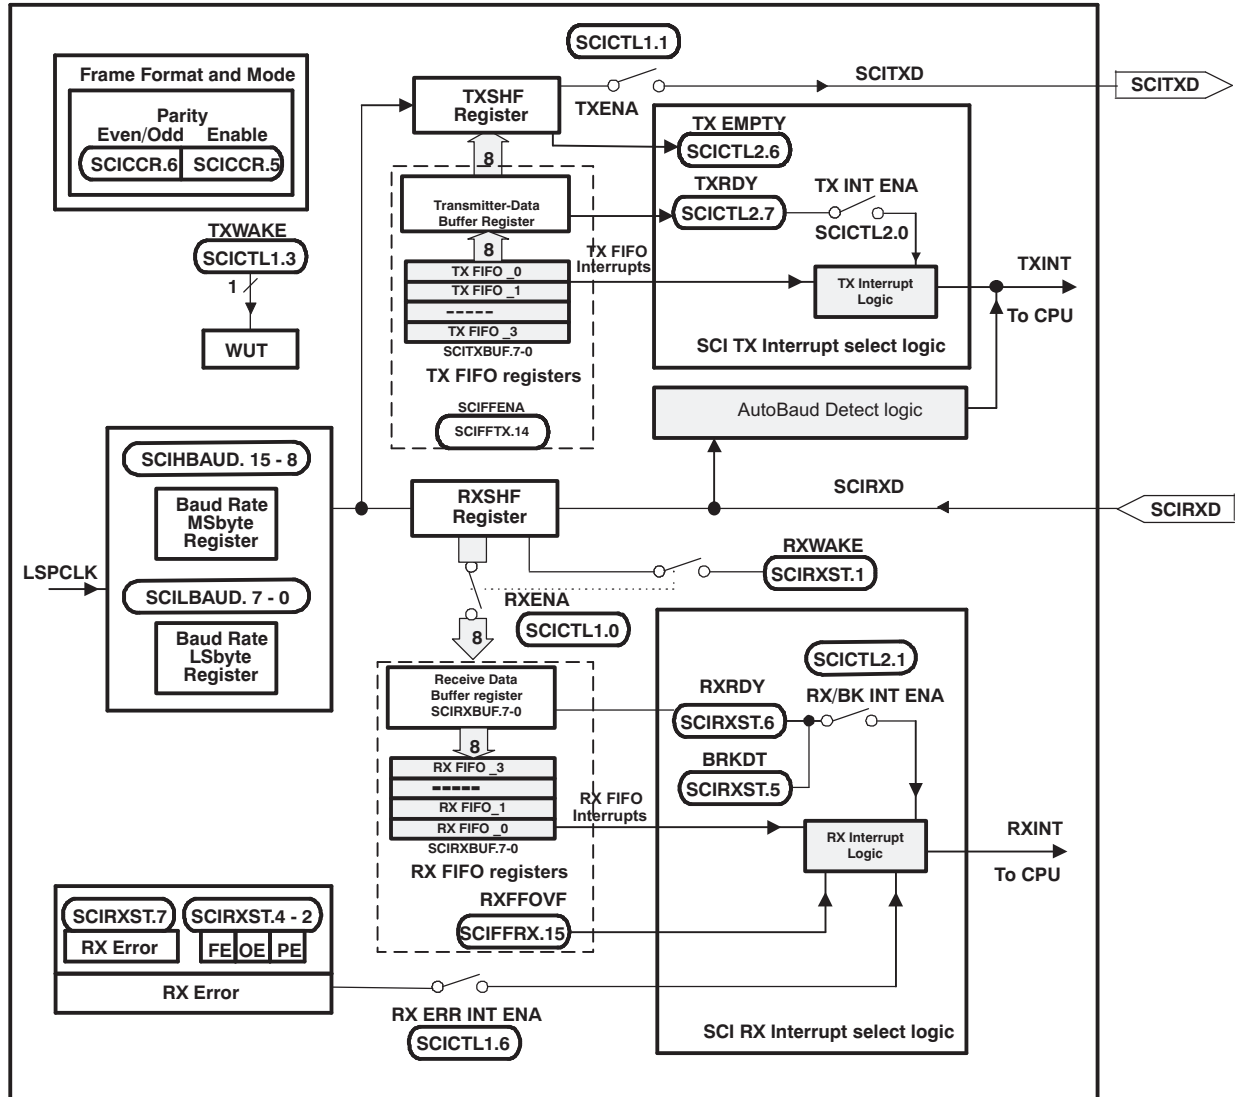 SCICTL1.1
Frame Format and Mode
Parity
Even/Odd Enable
SCICCR.6 SCICCR.5
TXSHF
Register
TXENA
SCITXD
SCITXD
TX EMPTY
SCICTL2.6
8
TXRDY
SCICTL2.7
TX INT ENA
SCICTL2.0
Transmitter-Data
Buffer Register
8
TXWAKE
SCICTL1.3
1
WUT
TX FIFO _0
TX FIFO _1
-----
TX FIFO _3
SCITXBUF.7-0
TX FIFO registers
SCIFFENA
SCIFFTX.14
TX FIFO
Interrupts
TX Interrupt
Logic
TXINT
To CPU
SCI TX Interrupt select logic
AutoBaud Detect logic
SCIHBAUD. 15 - 8
Baud Rate
MSbyte
Register
LSPCLK
SCILBAUD. 7 - 0
Baud Rate
LSbyte
Register
RXSHF
Register
SCIRXD
SCIRXD
RXWAKE
SCIRXST.1
RXENA
SCICTL1.0
8
Receive Data
Buffer register
SCIRXBUF.7-0
8
RX FIFO _3
-----
RX FIFO_1
RX FIFO _0
SCIRXBUF.7-0
RX FIFO registers
RXFFOVF
SCIFFRX.15
RX FIFO
Interrupts
SCICTL2.1
RXRDY
RX/BK INT ENA
SCIRXST.6
BRKDT
SCIRXST.5
RX Interrupt
Logic
RXINT
To CPU
SCI RX Interrupt select logic
SCIRXST.7
SCIRXST.4 - 2
RX Error
FE OE PE
RX Error
RX ERR INT ENA
SCICTL1.6